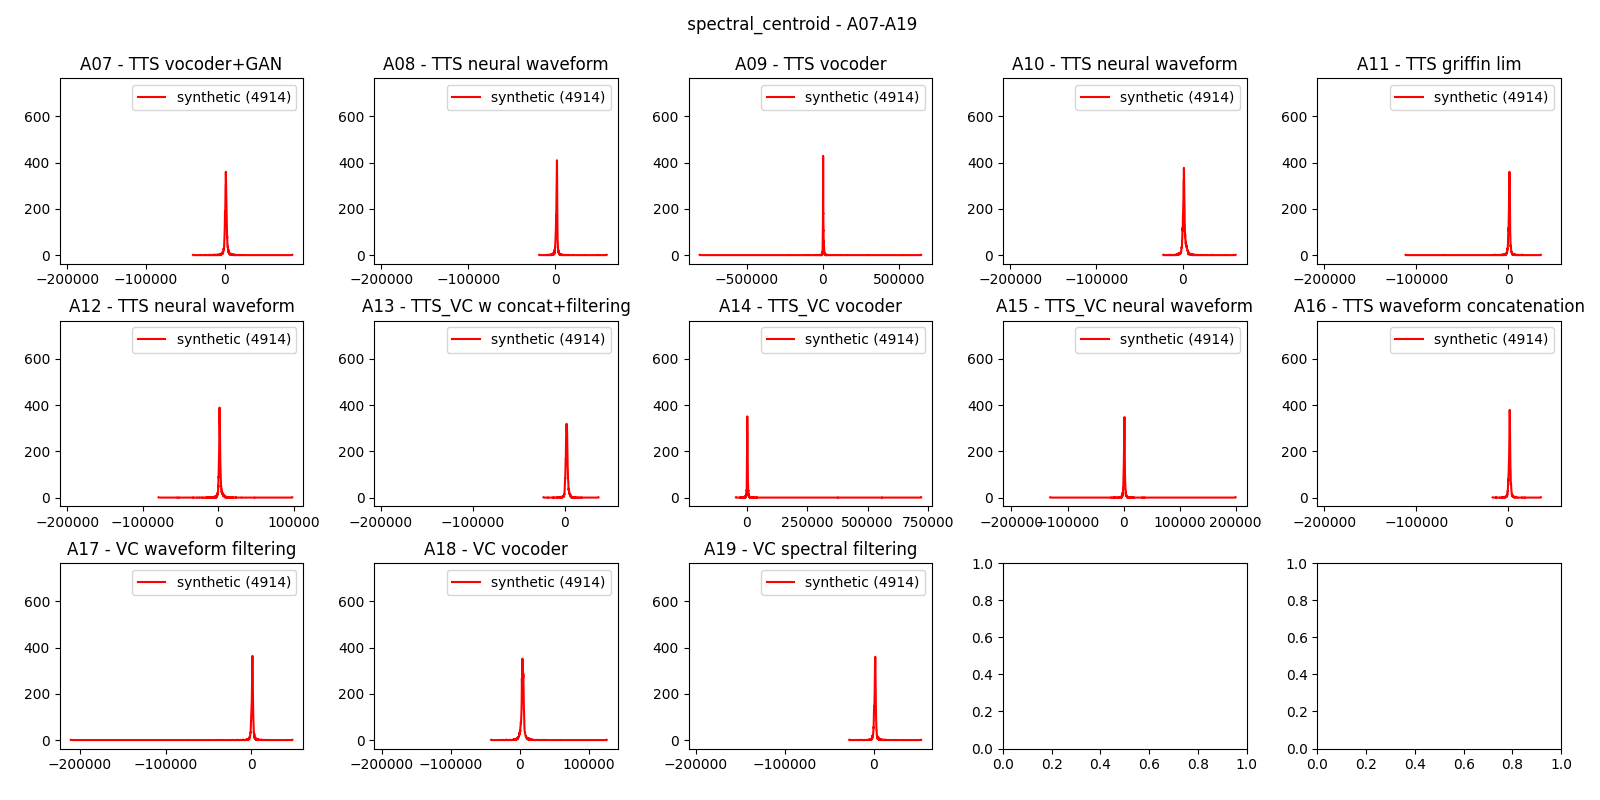 spectral_centroid - A07-A19
A07 - TTS vocoder+GAN
synthetic (4914)
600
400
200
0
−200000 −100000 0
A08 - TTS neural waveform
synthetic (4914)
600
400
200
0
−200000 −100000 0
A09 - TTS vocoder
synthetic (4914)
600
400
200
0
−500000 0 500000
A10 - TTS neural waveform
synthetic (4914)
600
400
200
0
−200000 −100000 0
A11 - TTS griffin lim
synthetic (4914)
600
400
200
0
−200000 −100000 0
A12 - TTS neural waveform
synthetic (4914)
600
400
200
0
−200000 −100000 0 100000
A13 - TTS_VC w concat+filtering
synthetic (4914)
600
400
200
0
−200000 −100000 0
A14 - TTS_VC vocoder
synthetic (4914)
600
400
200
0
0 250000 500000 750000
A15 - TTS_VC neural waveform
synthetic (4914)
600
400
200
0
−200000 −100000 0 100000 200000
A16 - TTS waveform concatenation
synthetic (4914)
600
400
200
0
−200000 −100000 0
A17 - VC waveform filtering
synthetic (4914)
600
400
200
0
−200000 −100000 0
A18 - VC vocoder
synthetic (4914)
600
400
200
0
−200000 −100000 0 100000
A19 - VC spectral filtering
synthetic (4914)
600
400
200
0
−200000 −100000 0
1.0
0.8
0.6
0.4
0.2
0.0
0.0 0.2 0.4 0.6 0.8 1.0
1.0
0.8
0.6
0.4
0.2
0.0
0.0 0.2 0.4 0.6 0.8 1.0